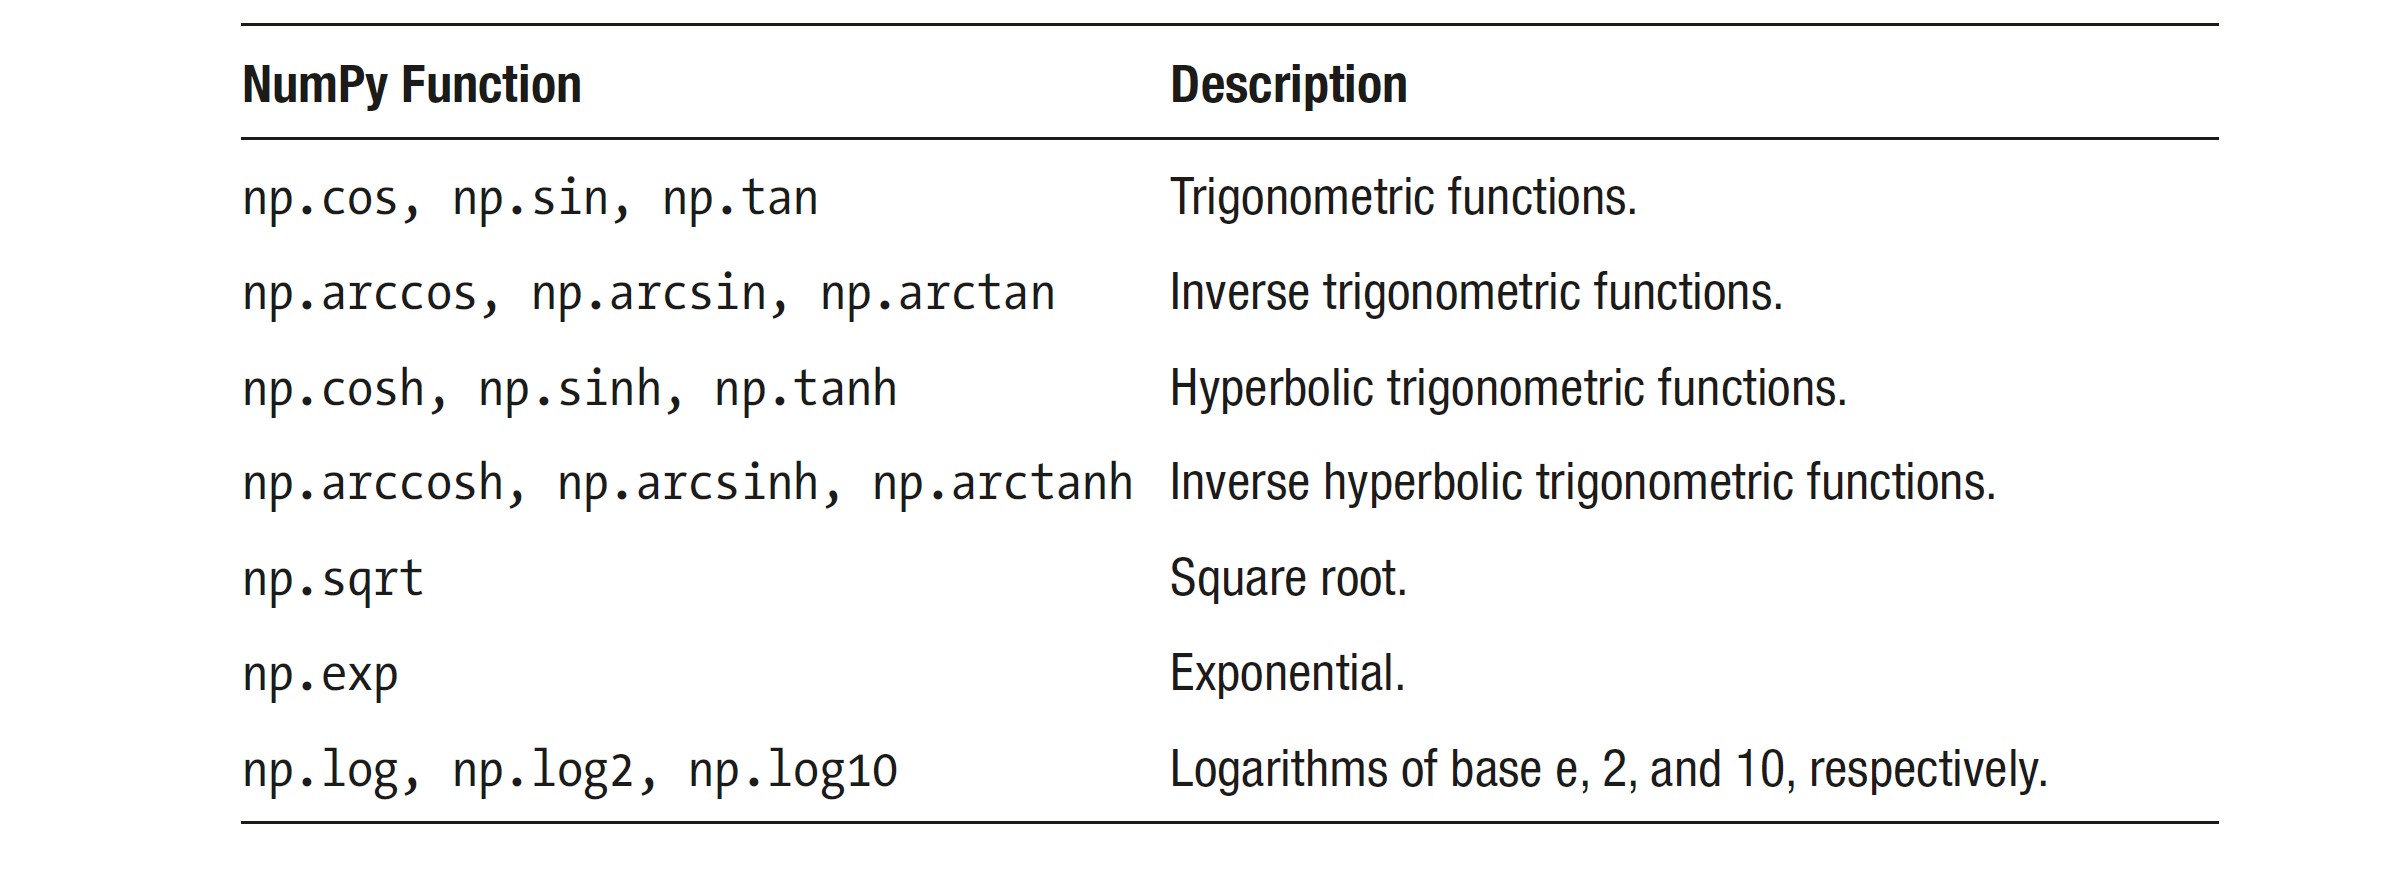 NumPy Function Description
np.cos, np.sin, np.tan Trigonometric functions.
np.arccos, np.arcsin, np.arctan Inverse trigonometric functions.
np.cosh, np.sinh, np.tanh Hyperbolic trigonometric functions.
np.arccosh, np.arcsinh, np.arctanh Inverse hyperbolic trigonometric functions.
np.sqrt Square root.
np.exp Exponential.
np.log, np.log2, np.log10 Logarithms of base e, 2, and 10, respectively.